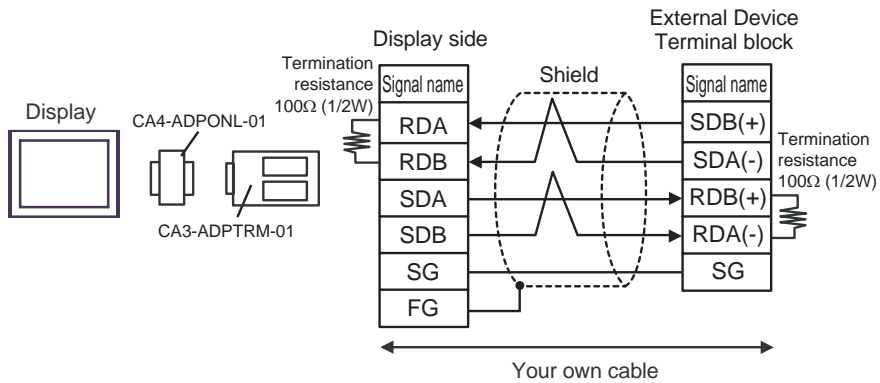 Display
CA4-ADPONL-01
CA3-ADPTRM-01
Display side
Termination
resistance
100Ω (1/2W)
Signal name
RDA
RDB
SDA
SDB
SG
FG
Shield
External Device
Terminal block
Signal name
SDB(+)
SDA(-)
RDB(+)
RDA(-)
SG
Termination
resistance
100Ω (1/2W)
Your own cable